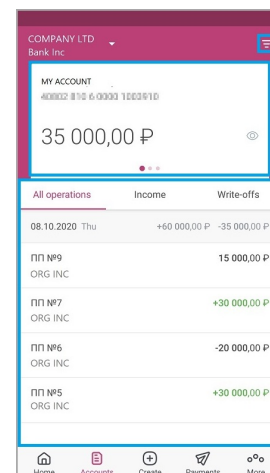 COMPANY LTD
Bank Inc
MY ACCOUNT
35 000,00 ₽
All operations Income Write-offs
08.10.2020 Thu +60 000,00 ₽ -35 000,00 ₽
ПП №9 15 000,00 ₽
ORG INC
ПП №7 +30 000,00 ₽
ORG INC
ПП №6 -20 000,00 ₽
ORG INC
ПП №5 +30 000,00 ₽
ORG INC
Home Accounts Create Payments More